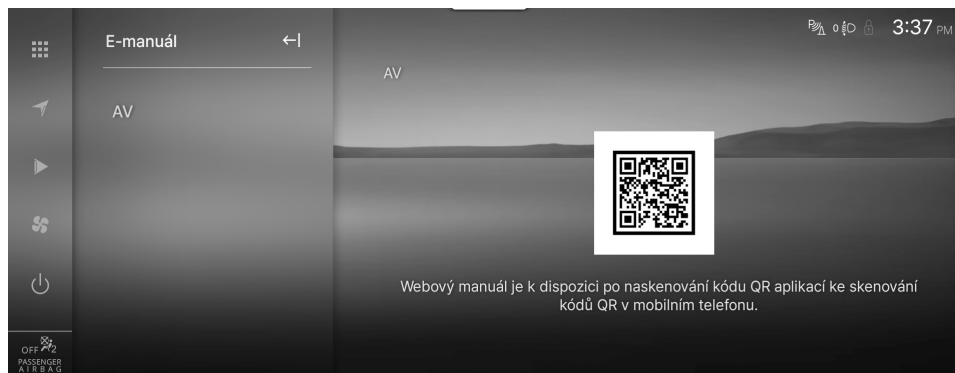 E-manuál
3:37 PM
AV
AV
Webový manuál je k dispozici po naskenování kódu QR aplikací ke skenování
kódů QR v mobilním telefonu.
OFF 2
PASSENGER
AIRBAG